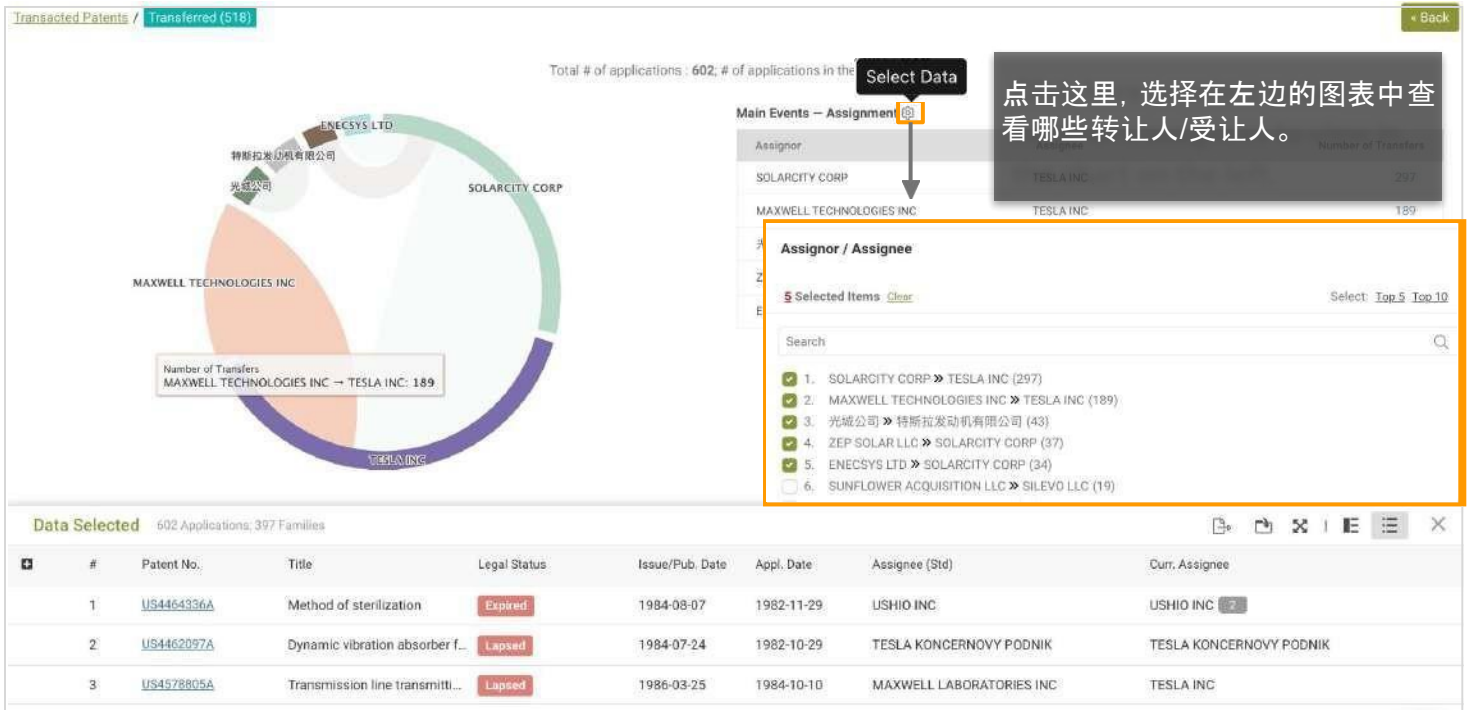 Transacted Patents / Transferred (518)
« Back
Total # of applications : 602; # of applications in the
Select Data
点击这里, 选择在左边的图表中查
看哪些转让人/受让人。
Main Events — Assignment
Assignor
Number of Transfers
SOLARCITY CORP TESLA INC 297
MAXWELL TECHNOLOGIES INC TESLA INC 189
光
Z
E
ENECSYS LTD
特斯拉发动机有限公司
光城公司
SOLARCITY CORP
MAXWELL TECHNOLOGIES INC
Number of Transfers
MAXWELL TECHNOLOGIES INC → TESLA INC: 189
TESLA INC
Assignor / Assignee
5 Selected Items Clear Select: Top 5 Top 10
Search
1. SOLARCITY CORP » TESLA INC (297)
2. MAXWELL TECHNOLOGIES INC » TESLA INC (189)
3. 光城公司 » 特斯拉发动机有限公司 (43)
4. ZEP SOLAR LLC » SOLARCITY CORP (37)
5. ENECSYS LTD » SOLARCITY CORP (34)
6. SUNFLOWER ACQUISITION LLC » SILEVO LLC (19)
Data Selected 602 Applications; 397 Families
# Patent No. Title Legal Status Issue/Pub. Date Appl. Date Assignee (Std) Curr. Assignee
1 US4464336A Method of sterilization Expired 1984-08-07 1982-11-29 USHIO INC USHIO INC 2
2 US4462097A Dynamic vibration absorber f... Lapsed 1984-07-24 1982-10-29 TESLA KONCERNOVY PODNIK TESLA KONCERNOVY PODNIK
3 US4578805A Transmission line transmitti... Lapsed 1986-03-25 1984-10-10 MAXWELL LABORATORIES INC TESLA INC